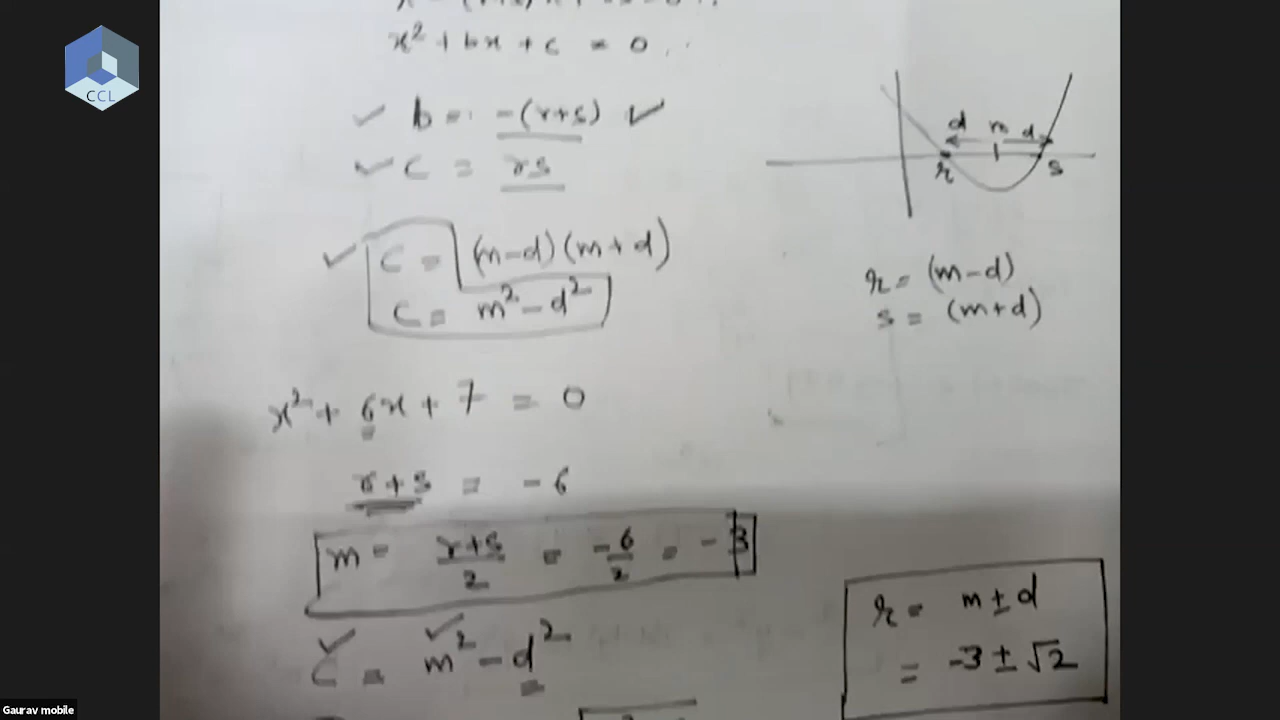 CCL
x² + bx + c = 0
b = -(r+s)
c = rs
c = (m-d)(m+d)
c = m² - d²
d m d
r s
r = (m-d)
s = (m+d)
x² + 6x + 7 = 0
r+s = -6
m = r+s/2 = -6/2 = -3
c = m² - d²
r = m ± d
= -3 ± √2
Gaurav mobile